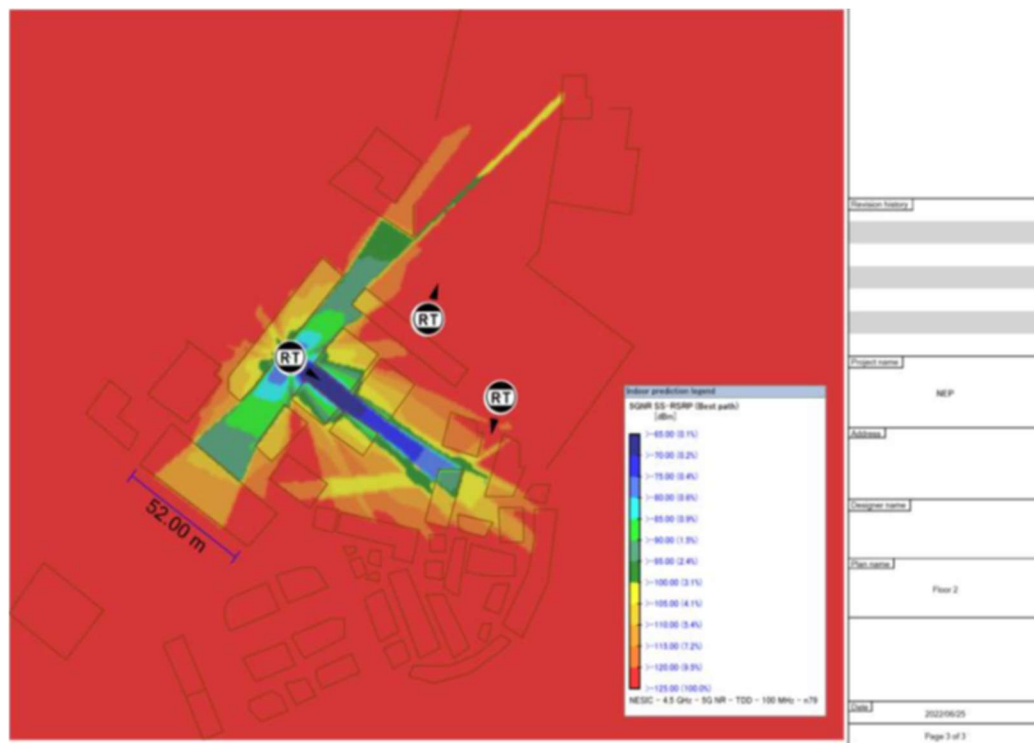 RT
RT
RT
52.00 m
Indoor prediction legend
5GNR SS-RSRP (Best path)
[dBm]
>-65.00 (0.1%)
>-70.00 (0.2%)
>-75.00 (0.4%)
>-80.00 (0.6%)
>-85.00 (0.9%)
>-90.00 (1.5%)
>-95.00 (2.4%)
>-100.00 (3.1%)
>-105.00 (4.1%)
>-110.00 (5.4%)
>-115.00 (7.2%)
>-120.00 (9.5%)
>-125.00 (100.0%)
NESIC - 4.5 GHz - 5G NR - TDD - 100 MHz - n79
Revision history
Project name
NEP
Address
Designer name
Plan name
Floor 2
Date
2022/06/25
Page 3 of 3